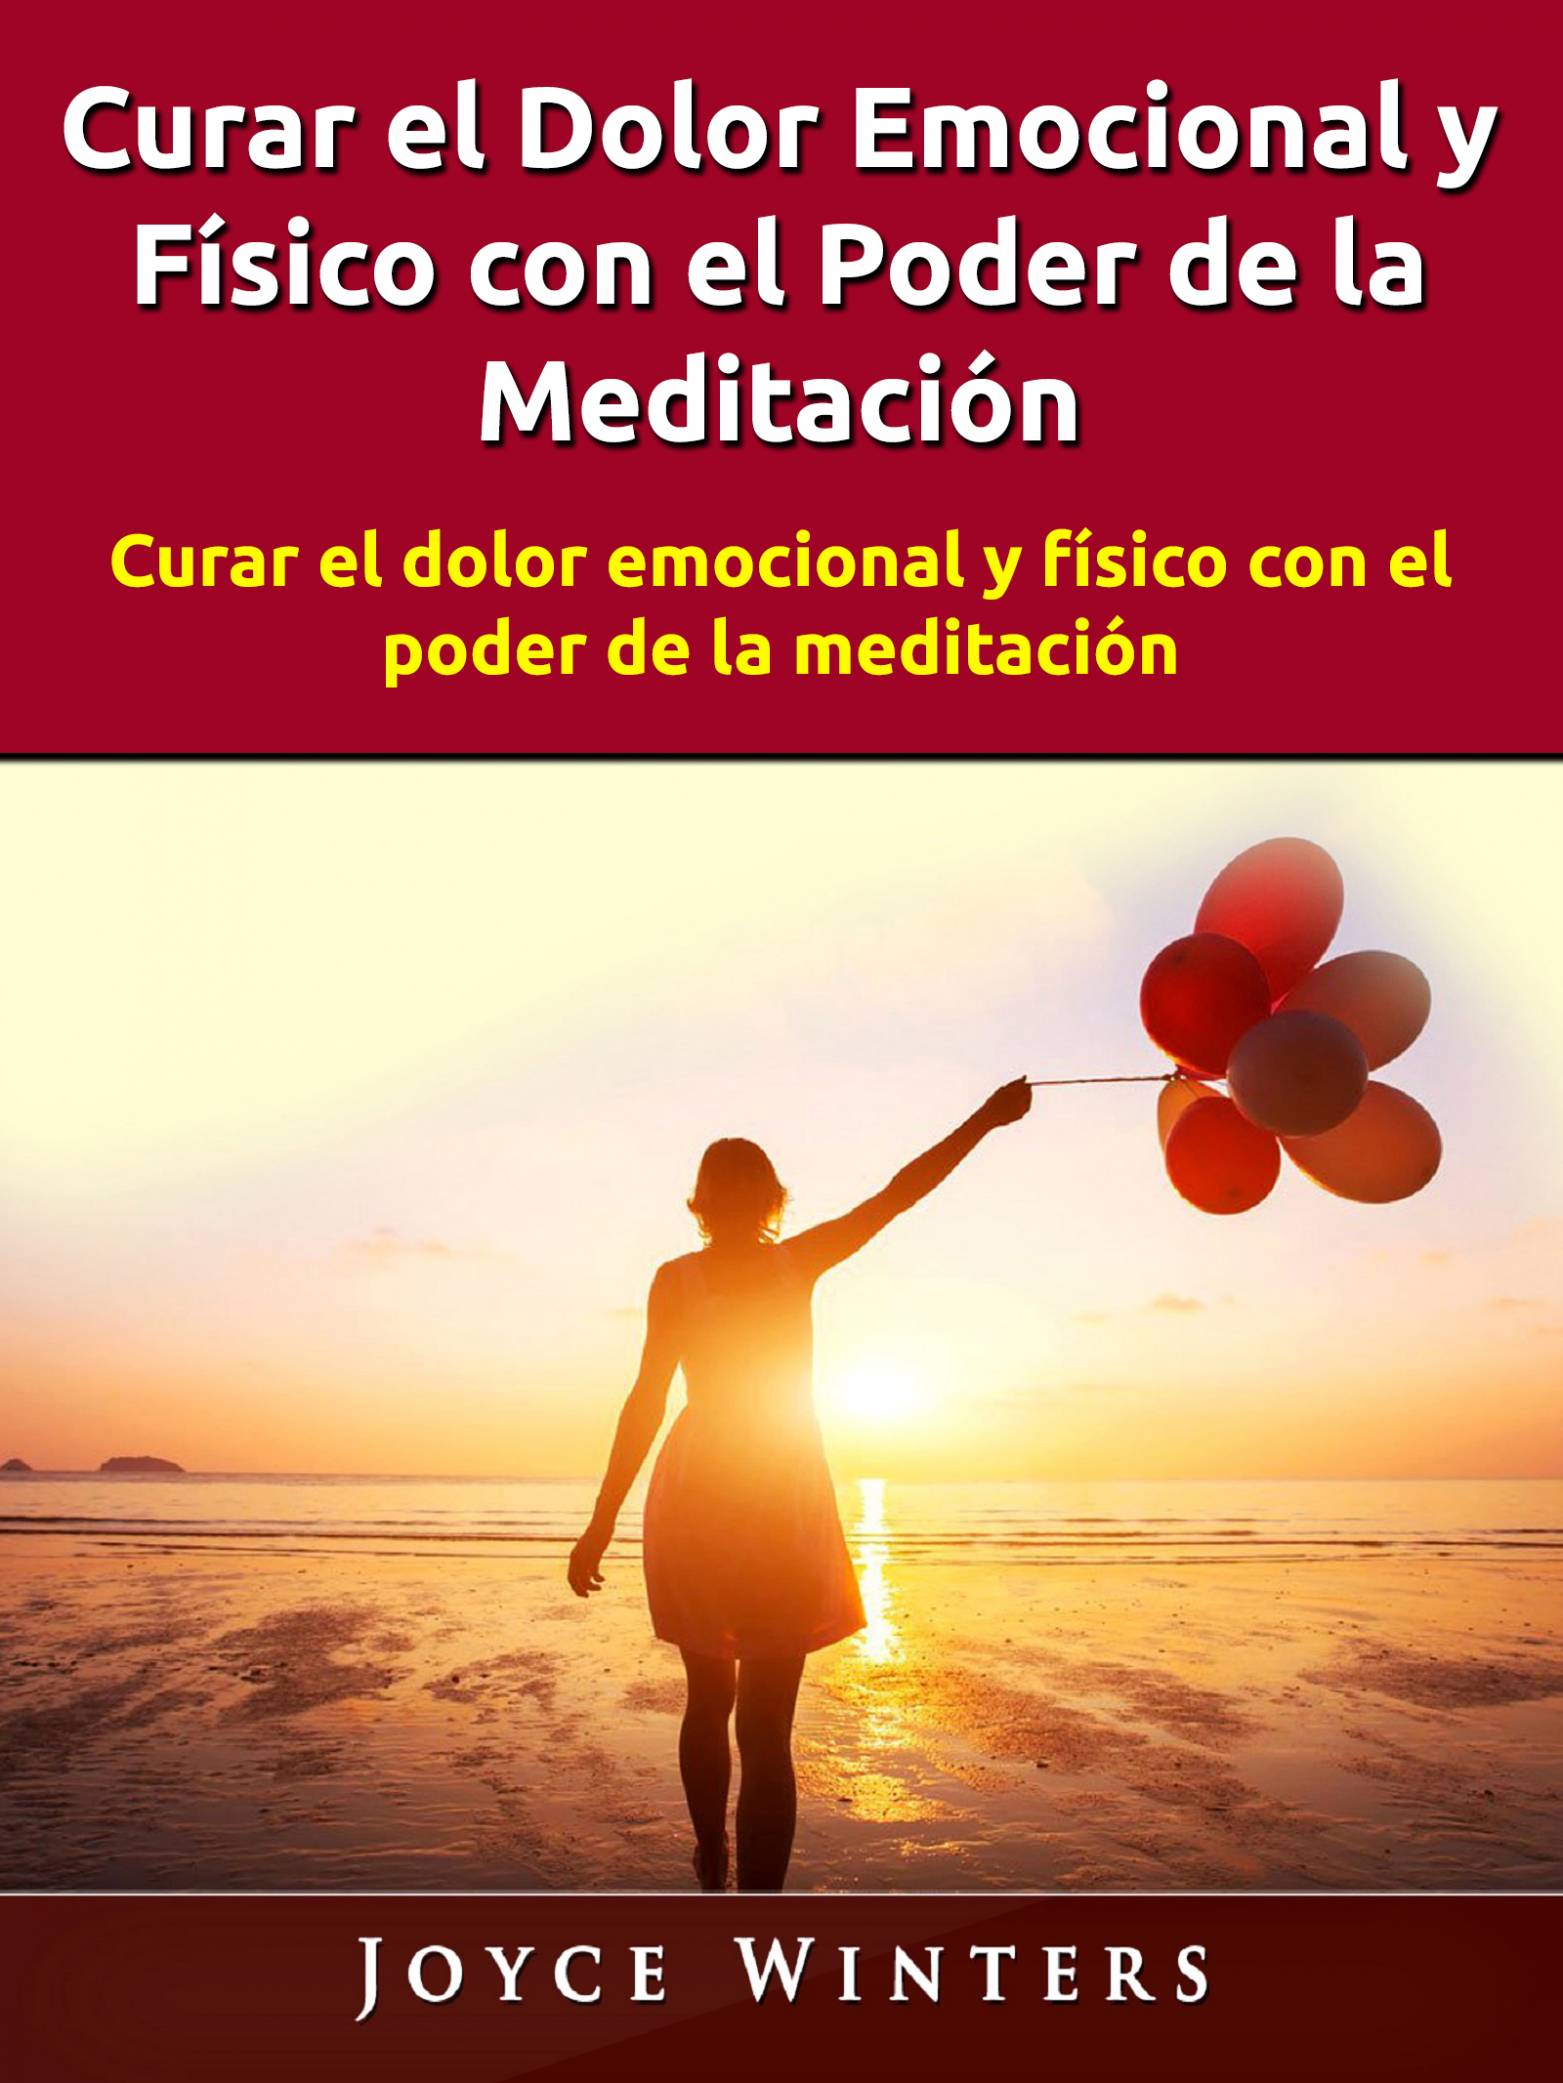 Curar el Dolor Emocional y
Físico con el Poder de la
Meditación
Curar el dolor emocional y físico con el
poder de la meditación
JOYCE WINTERS